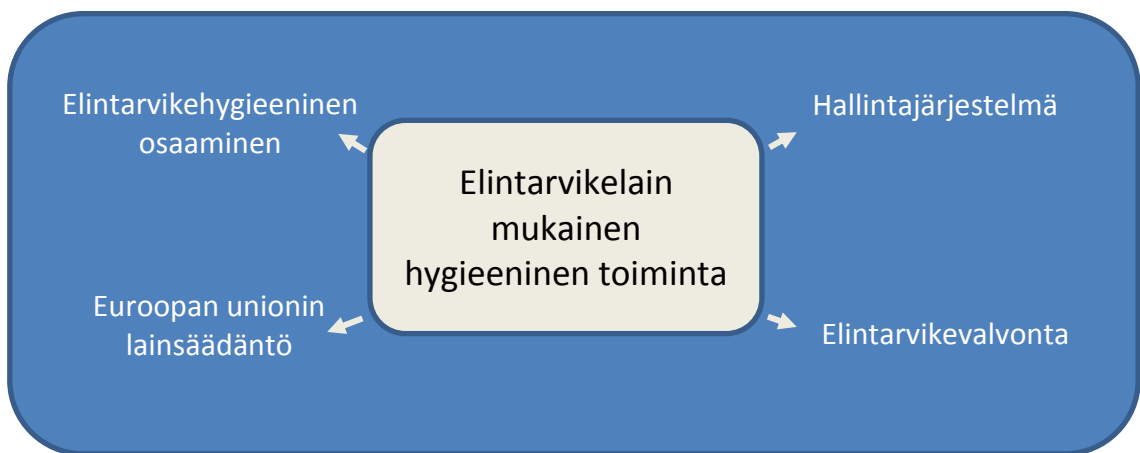 Elintarvikehygieeninen
osaaminen
Hallintajärjestelmä
Elintarvikelain
mukainen
hygieeninen toiminta
Euroopan unionin
lainsäädäntö
Elintarvikevalvonta